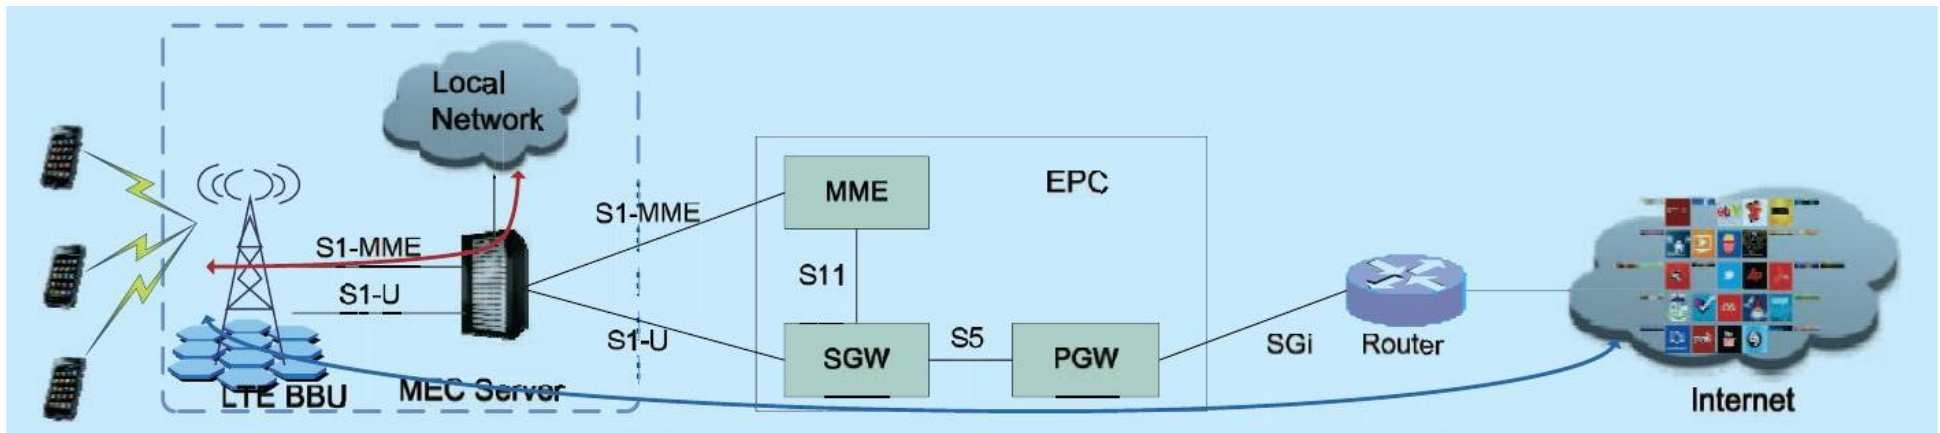 Local
Network
S1-MME
S1-U
LTE BBU
MEC Server
S1-MME
S1-U
EPC
MME
S11
SGW
S5
PGW
SGi
Router
ebay
Internet